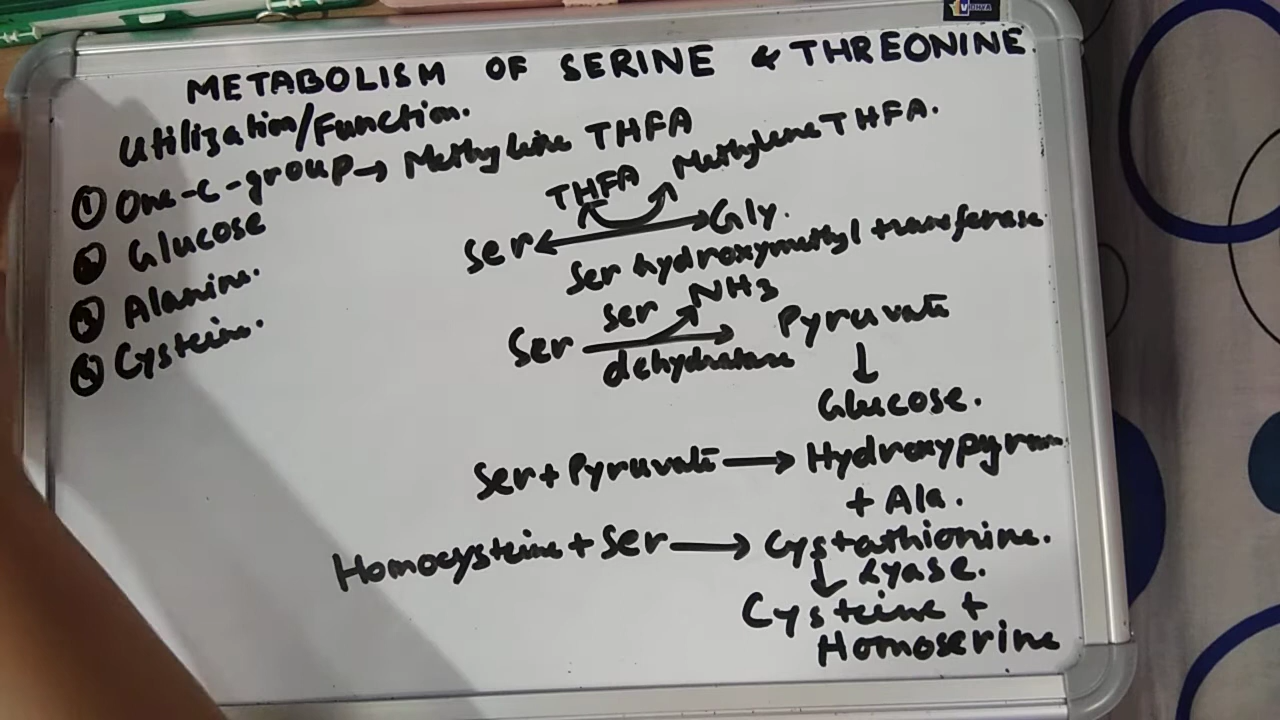 METABOLISM OF SERINE & THREONINE.
Utilization/Function.
① One-C-group→ Methylene THFA
② Glucose
③ Alanine.
④ Cysteine.
THFA Methylene THFA.
Ser ↔ Gly.
Ser hydroxymethyl transferase
Ser NH3
Ser → Pyruvate
dehydratase
↓
Glucose.
Ser + Pyruvate → Hydroxypyruvate
+ Ala.
Homocysteine + Ser → Cystathionine.
↓ Lyase.
Cysteine +
Homoserine